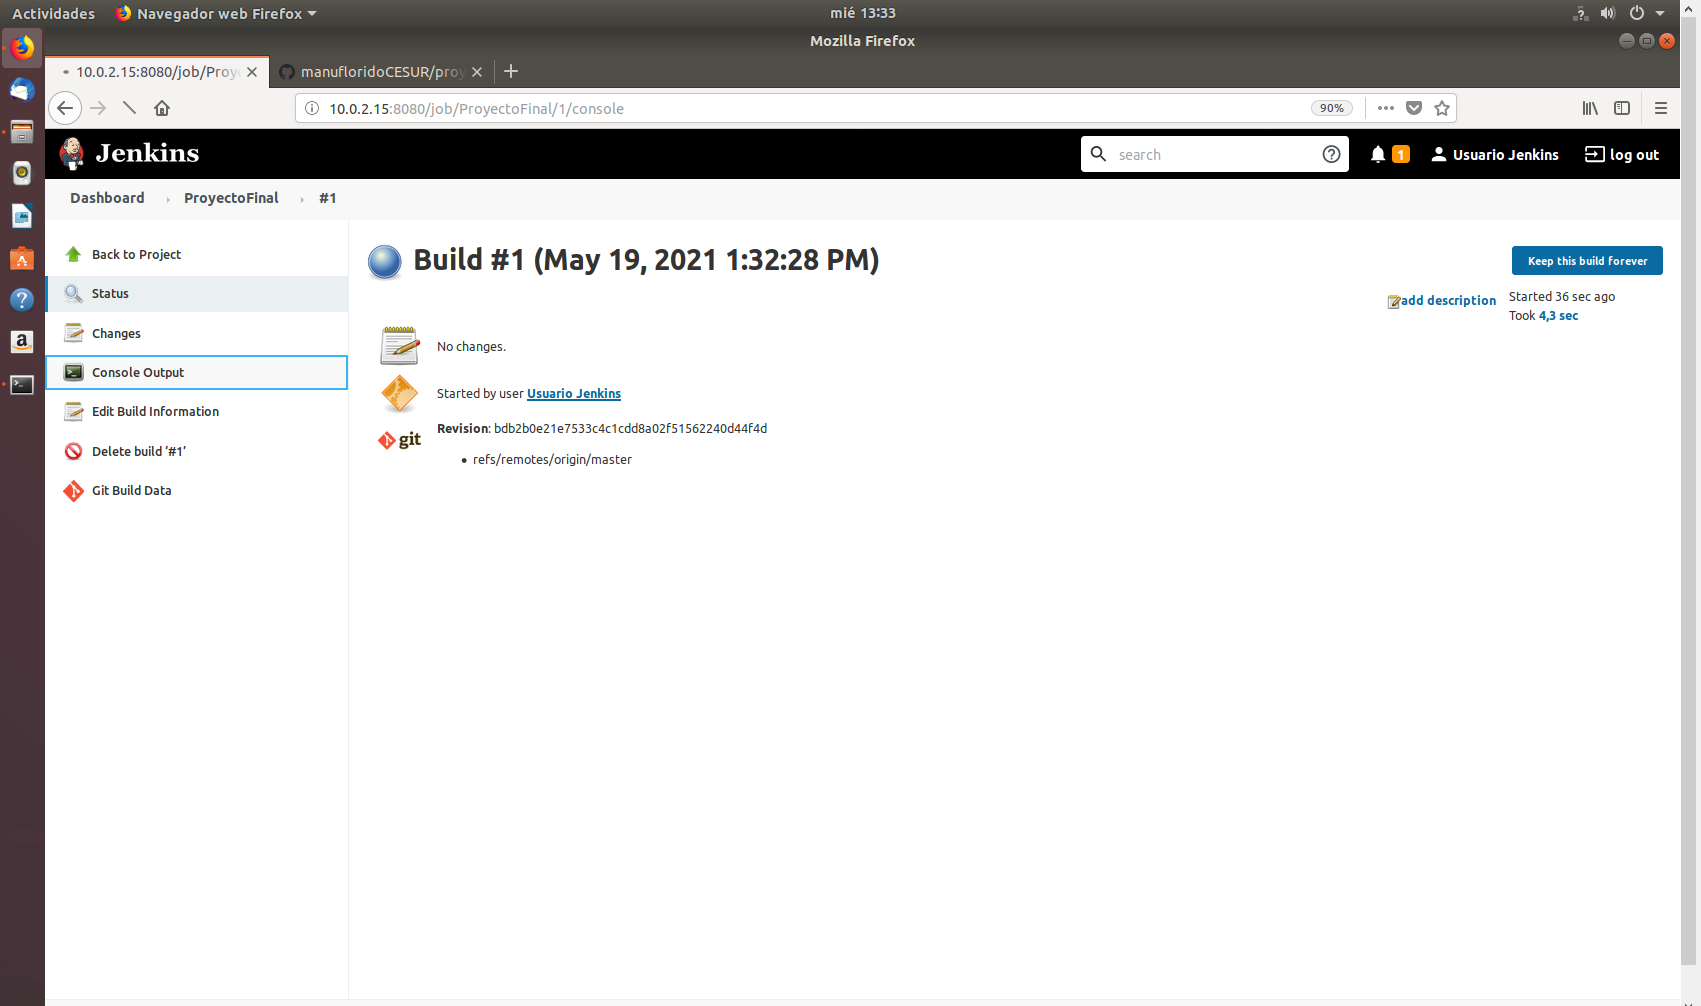 Actividades Navegador web Firefox mié 13:33
Mozilla Firefox
10.0.2.15:8080/job/Proye manufloridoCESUR/proy
10.0.2.15:8080/job/ProyectoFinal/1/console 90%
Jenkins search 1 Usuario Jenkins log out
Dashboard ProyectoFinal #1
Back to Project
Status
Changes
Console Output
Edit Build Information
Delete build ‘#1’
Git Build Data
Build #1 (May 19, 2021 1:32:28 PM)
Keep this build forever
add description Started 36 sec ago
Took 4,3 sec
No changes.
Started by user Usuario Jenkins
git Revision: bdb2b0e21e7533c4c1cdd8a02f51562240d44f4d
refs/remotes/origin/master